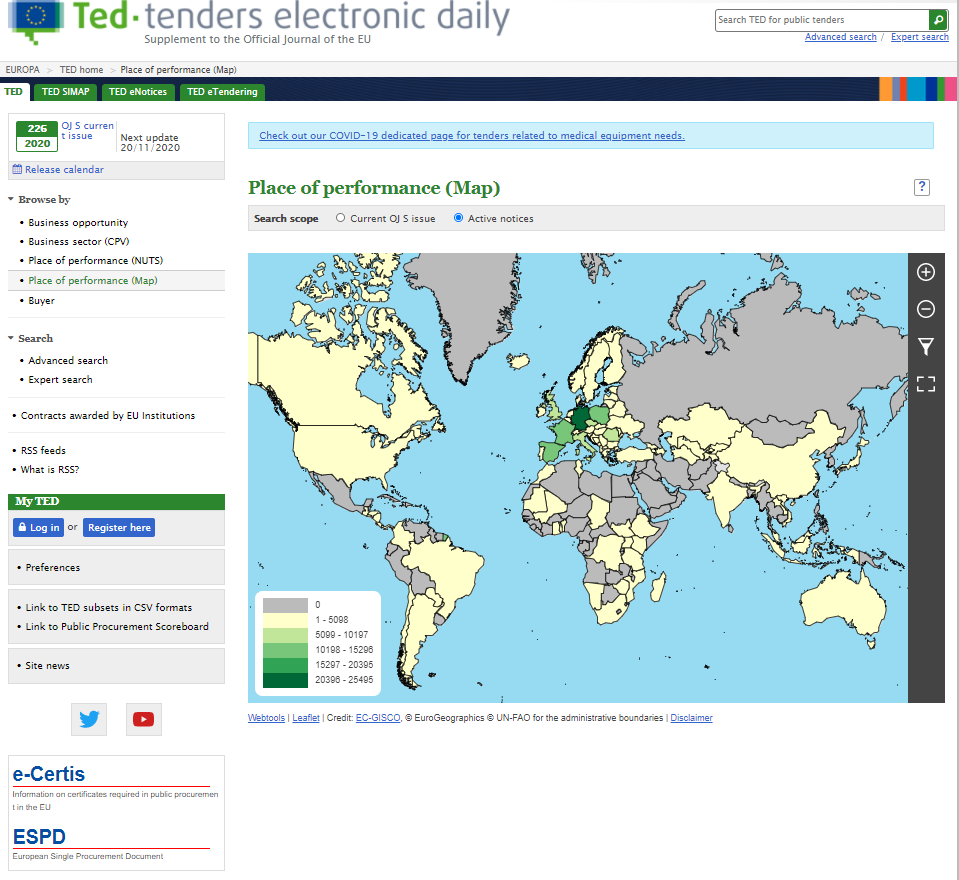 Ted - tenders electronic daily
Supplement to the Official Journal of the EU
Search TED for public tenders
Advanced search / Expert search
EUROPA > TED home > Place of performance (Map)
TED TED SIMAP TED eNotices TED eTendering
226
2020
OJ S curren
t issue
Next update
20/11/2020
Release calendar
Browse by
Business opportunity
Business sector (CPV)
Place of performance (NUTS)
Place of performance (Map)
Buyer
Search
Advanced search
Expert search
Contracts awarded by EU Institutions
RSS feeds
What is RSS?
My TED
Log in or Register here
Preferences
Link to TED subsets in CSV formats
Link to Public Procurement Scoreboard
Site news
e-Certis
Information on certificates required in public procuremen
t in the EU
ESPD
European Single Procurement Document
Check out our COVID-19 dedicated page for tenders related to medical equipment needs.
Place of performance (Map)
?
Search scope Current OJ S issue Active notices
0
1 - 5098
5099 - 10197
10198 - 15296
15297 - 20395
20396 - 25495
Webtools | Leaflet | Credit: EC-GISCO, © EuroGeographics © UN-FAO for the administrative boundaries | Disclaimer